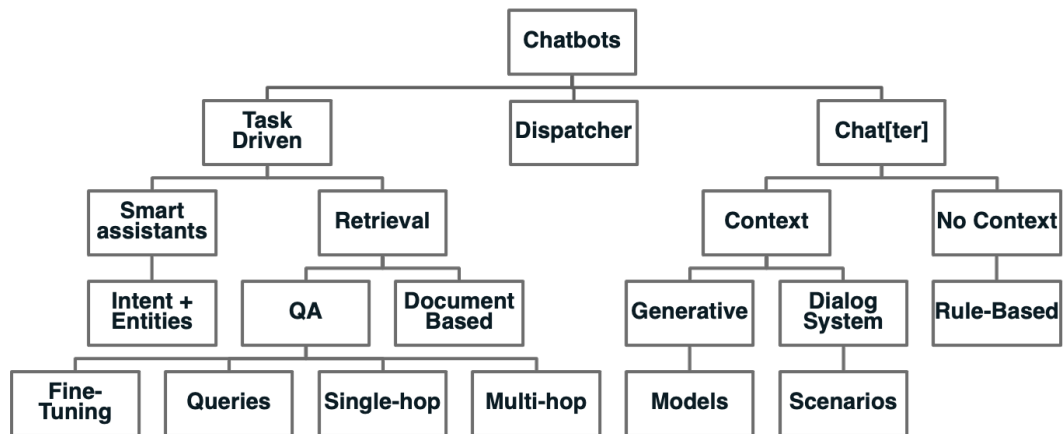 Chatbots
Task
Driven
Dispatcher
Chat[ter]
Smart
assistants
Retrieval
Context
No Context
Intent +
Entities
QA
Document
Based
Generative
Dialog
System
Rule-Based
Fine-
Tuning
Queries
Single-hop
Multi-hop
Models
Scenarios